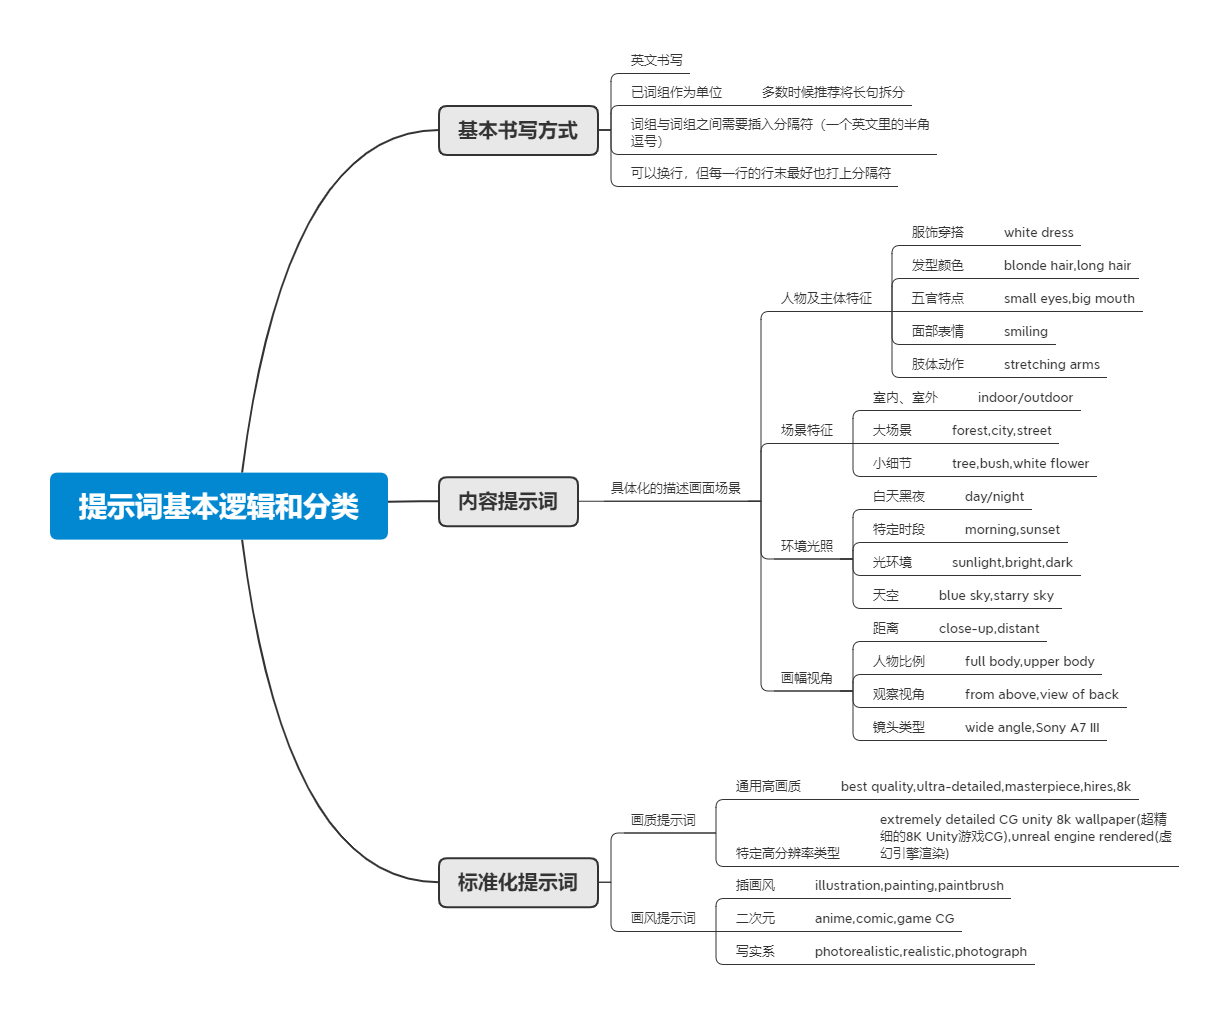 提示词基本逻辑和分类
基本书写方式
英文书写
已词组作为单位 多数时候推荐将长句拆分
词组与词组之间需要插入分隔符（一个英文里的半角
逗号）
可以换行，但每一行的行末最好也打上分隔符
内容提示词
具体化的描述画面场景
人物及主体特征
服饰穿搭 white dress
发型颜色 blonde hair,long hair
五官特点 small eyes,big mouth
面部表情 smiling
肢体动作 stretching arms
场景特征
室内、室外 indoor/outdoor
大场景 forest,city,street
小细节 tree,bush,white flower
环境光照
白天黑夜 day/night
特定时段 morning,sunset
光环境 sunlight,bright,dark
天空 blue sky,starry sky
画幅视角
距离 close-up,distant
人物比例 full body,upper body
观察视角 from above,view of back
镜头类型 wide angle,Sony A7 III
标准化提示词
画质提示词
通用高画质 best quality,ultra-detailed,masterpiece,hires,8k
特定高分辨率类型
extremely detailed CG unity 8k wallpaper(超精
细的8K Unity游戏CG),unreal engine rendered(虚
幻引擎渲染)
画风提示词
插画风 illustration,painting,paintbrush
二次元 anime,comic,game CG
写实系 photorealistic,realistic,photograph